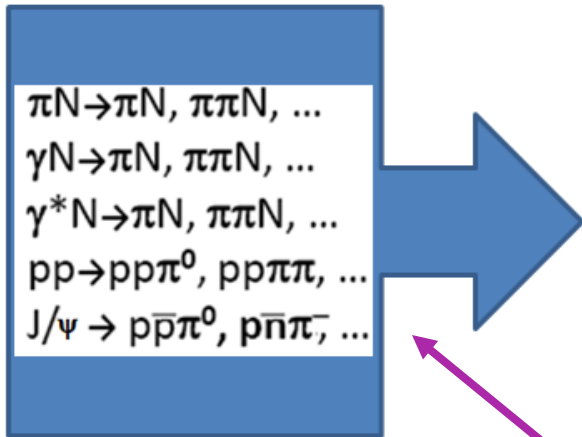 πN→πN, ππN, ...
γN→πN, ππN, ...
γ*N→πN, ππN, ...
pp→ppπ⁰, ppππ, ...
J/ψ → pp̅π⁰, pn̅π⁻, ...